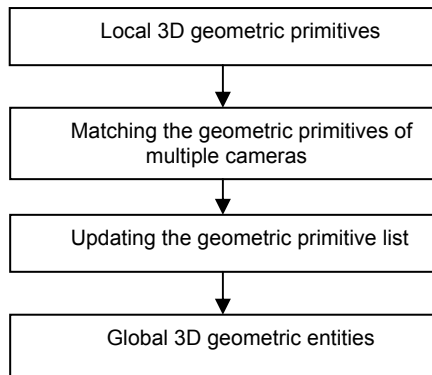 Local 3D geometric primitives
Matching the geometric primitives of
multiple cameras
Updating the geometric primitive list
Global 3D geometric entities